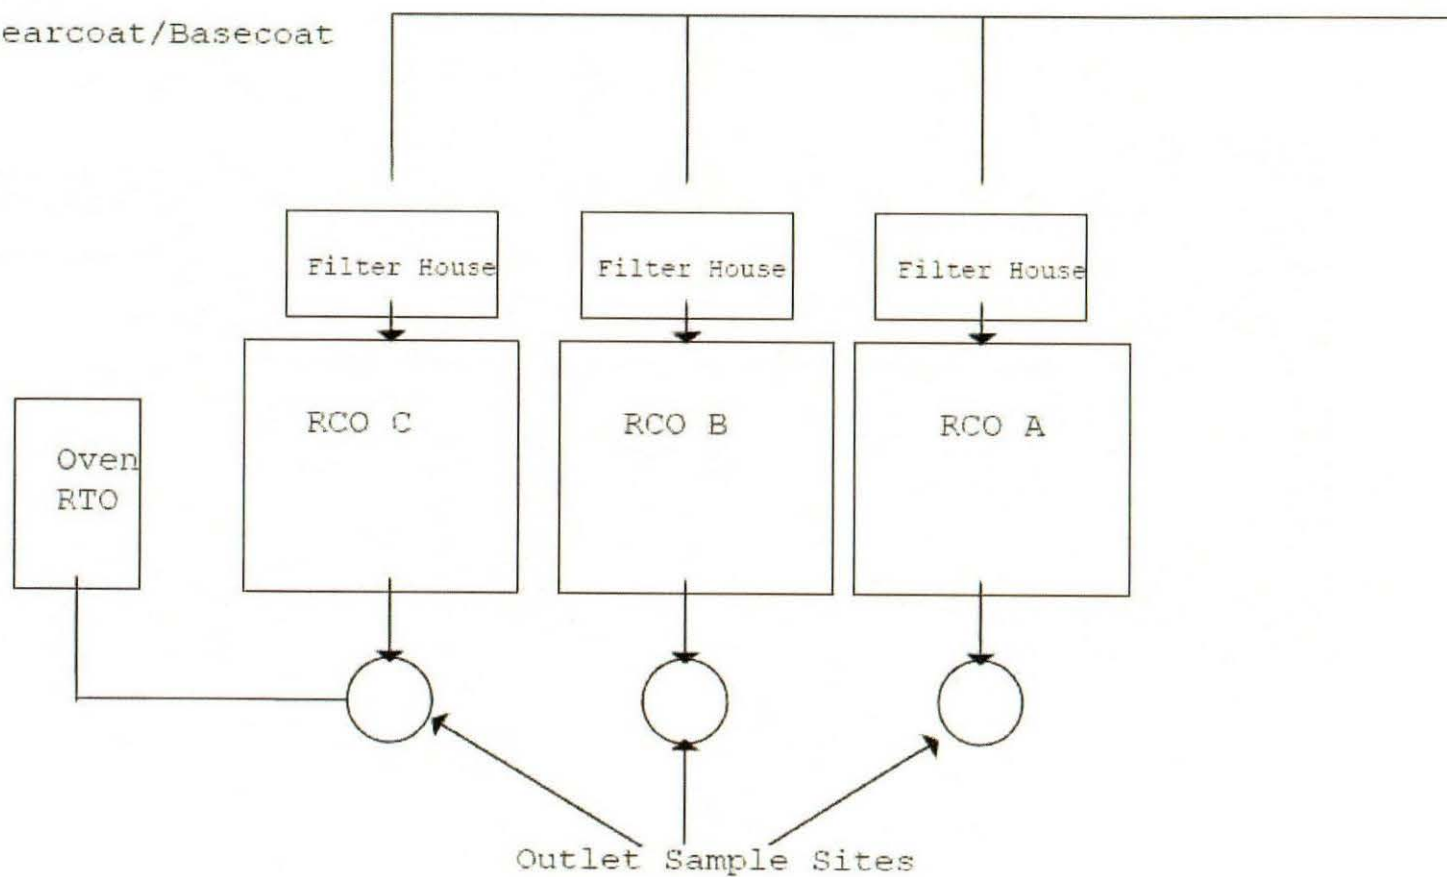 earcoat/Basecoat
Filter House
Filter House
Filter House
RCO C
RCO B
RCO A
Oven
RTO
Outlet Sample Sites